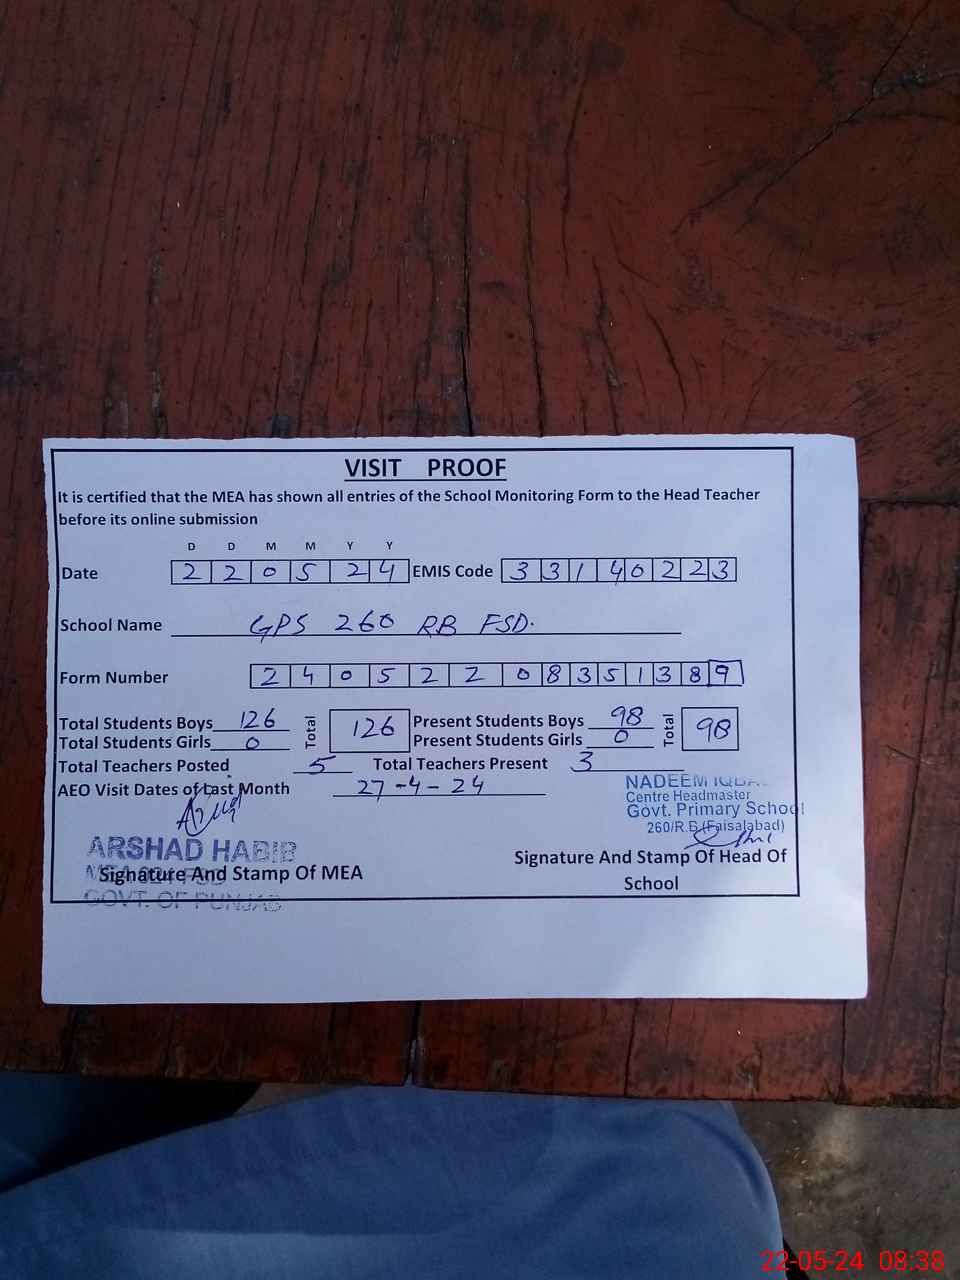 VISIT PROOF
It is certified that the MEA has shown all entries of the School Monitoring Form to the Head Teacher
before its online submission
D D M M Y Y
Date 2 2 0 5 2 4 EMIS Code 3 3 1 4 0 2 2 3
School Name GPS 260 RB FSD.
Form Number 2 4 0 5 2 2 0 8 3 5 1 3 8 9
Total Students Boys 126 Total 126 Present Students Boys 98 Total 98
Total Students Girls 0 Present Students Girls 0
Total Teachers Posted 5 Total Teachers Present 3
AEO Visit Dates of Last Month 27-4-24
NADEEM IQBAL
Centre Headmaster
Govt. Primary School
260/R.B (Faisalabad)
ARSHAD HABIB
Signature And Stamp Of MEA
GOVT. OF PUNJAB
Signature And Stamp Of Head Of
School
22-05-24 08:38